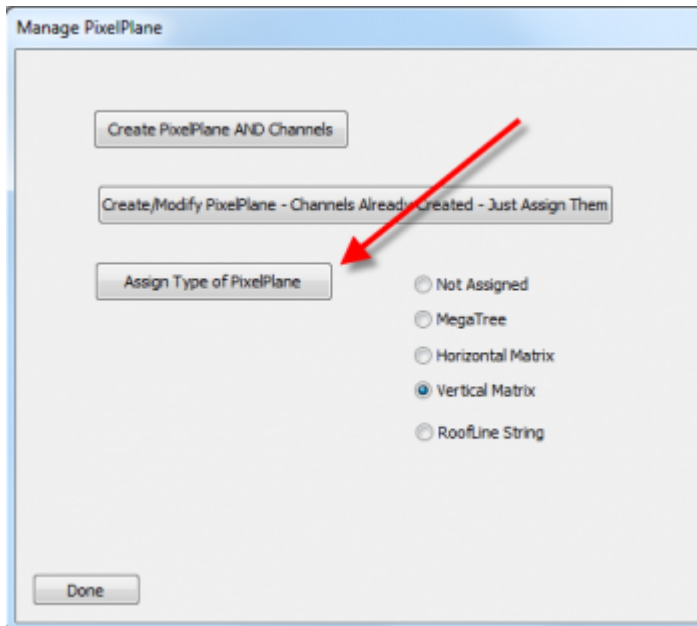 Manage PixelPlane
Create PixelPlane AND Channels
Create/Modify PixelPlane - Channels Already Created - Just Assign Them
Assign Type of PixelPlane
Not Assigned
MegaTree
Horizontal Matrix
Vertical Matrix
RoofLine String
Done